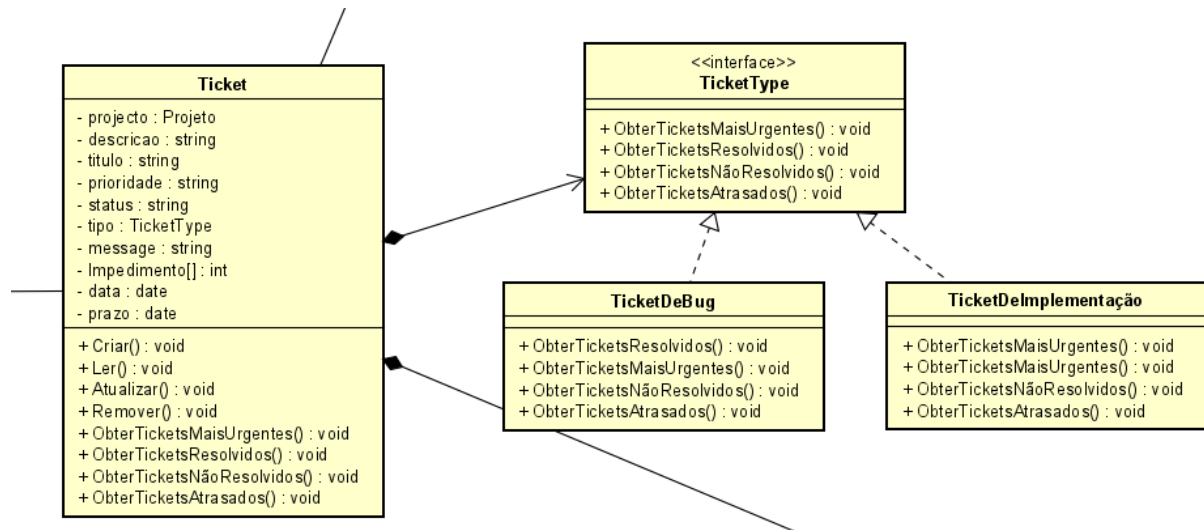 Ticket
- projecto : Projeto
- descricao : string
- titulo : string
- prioridade : string
- status : string
- tipo : TicketType
- message : string
- Impedimento[] : int
- data : date
- prazo : date
+ Criar() : void
+ Ler() : void
+ Atualizar() : void
+ Remover() : void
+ ObterTicketsMaisUrgentes() : void
+ ObterTicketsResolvidos() : void
+ ObterTicketsNãoResolvidos() : void
+ ObterTicketsAtrasados() : void
<<interface>>
TicketType
+ ObterTicketsMaisUrgentes() : void
+ ObterTicketsResolvidos() : void
+ ObterTicketsNãoResolvidos() : void
+ ObterTicketsAtrasados() : void
TicketDeBug
+ ObterTicketsResolvidos() : void
+ ObterTicketsMaisUrgentes() : void
+ ObterTicketsNãoResolvidos() : void
+ ObterTicketsAtrasados() : void
TicketDeImplementação
+ ObterTicketsMaisUrgentes() : void
+ ObterTicketsMaisUrgentes() : void
+ ObterTicketsNãoResolvidos() : void
+ ObterTicketsAtrasados() : void